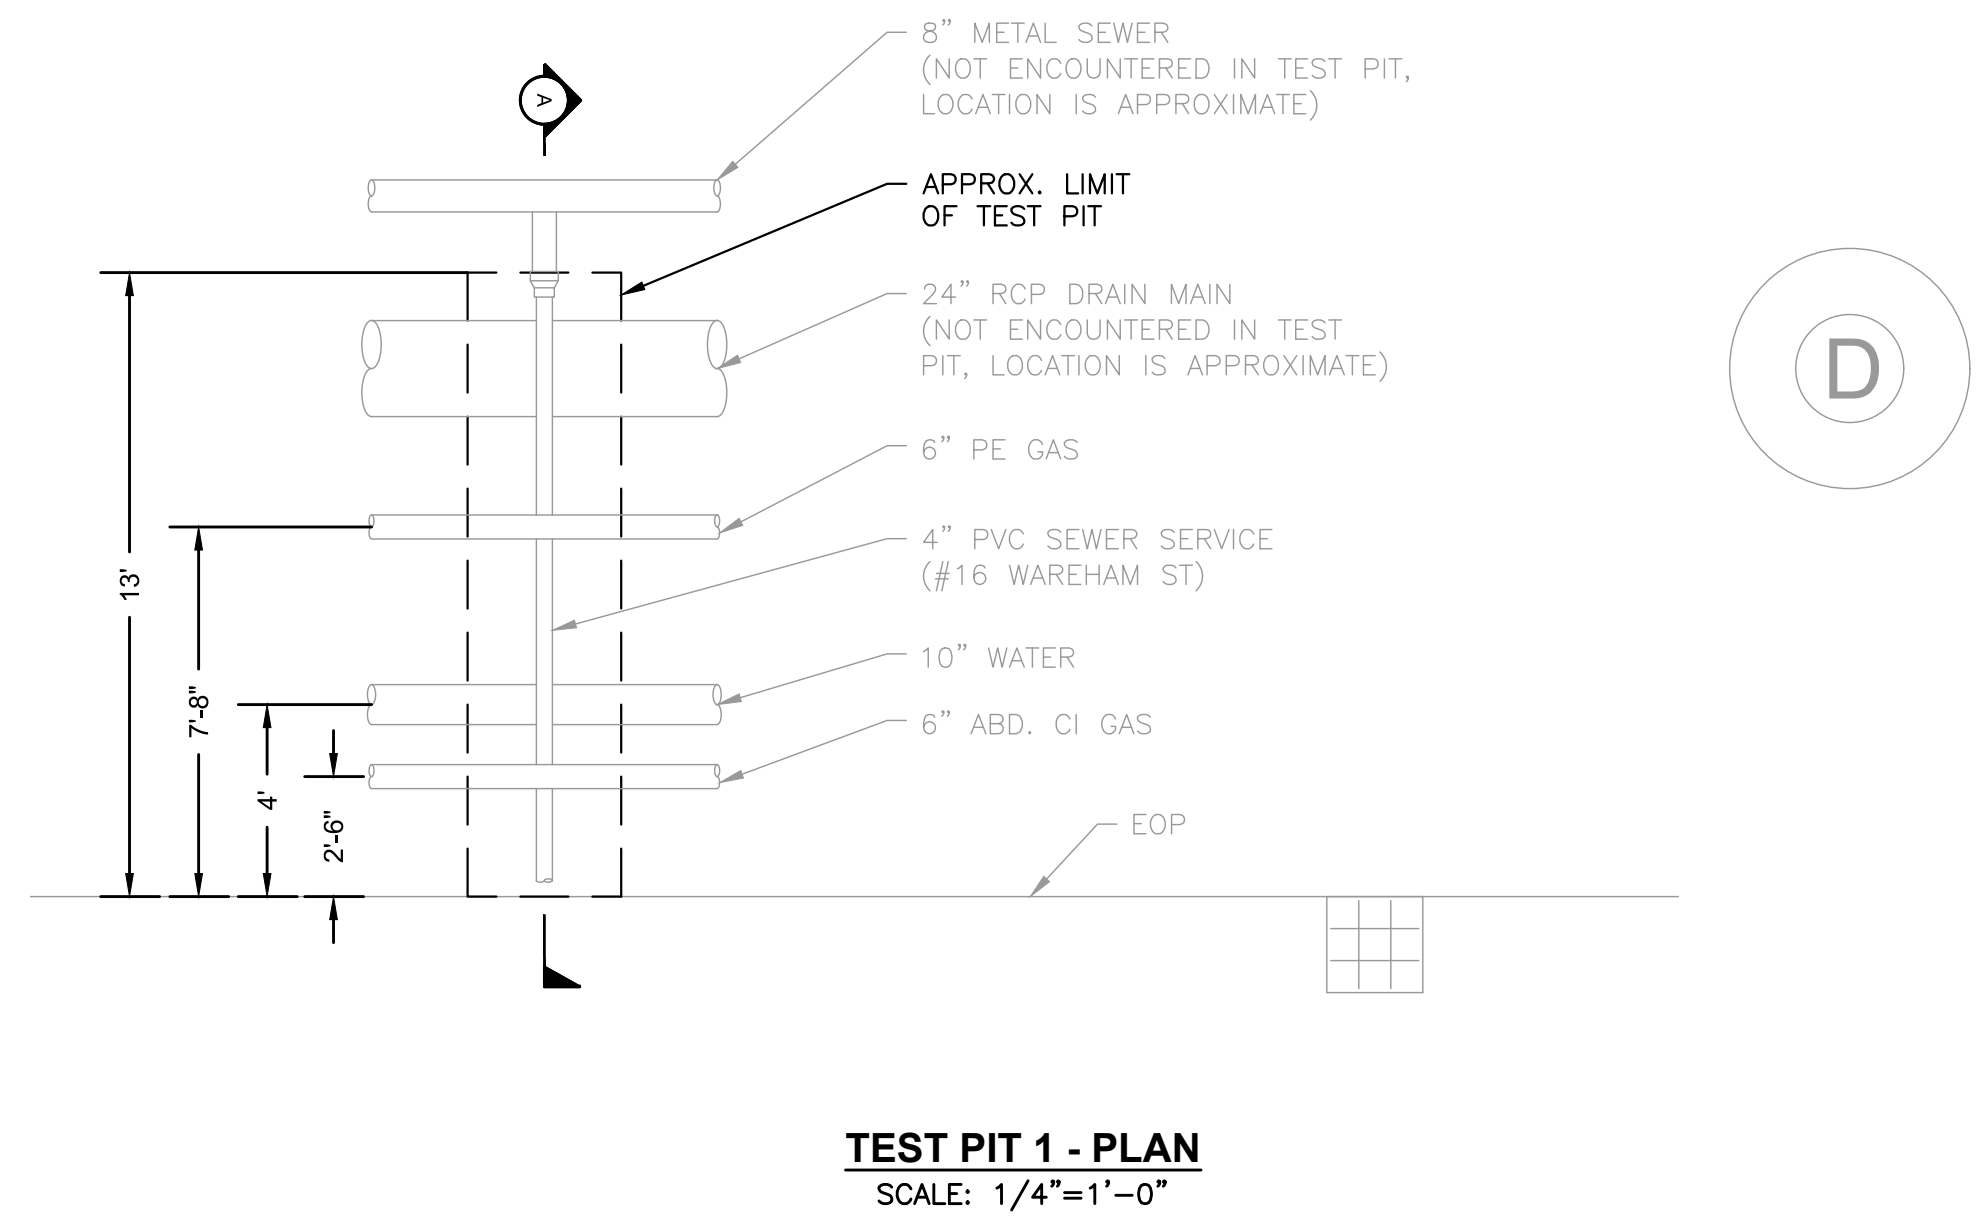 8” METAL SEWER
(NOT ENCOUNTERED IN TEST PIT,
LOCATION IS APPROXIMATE)
A
APPROX. LIMIT
OF TEST PIT
24” RCP DRAIN MAIN
(NOT ENCOUNTERED IN TEST
PIT, LOCATION IS APPROXIMATE)
D
6” PE GAS
4” PVC SEWER SERVICE
(#16 WAREHAM ST)
13'
7'-8"
4'
2'-6"
10” WATER
6” ABD. CI GAS
EOP
TEST PIT 1 - PLAN
SCALE: 1/4”=1’-0”